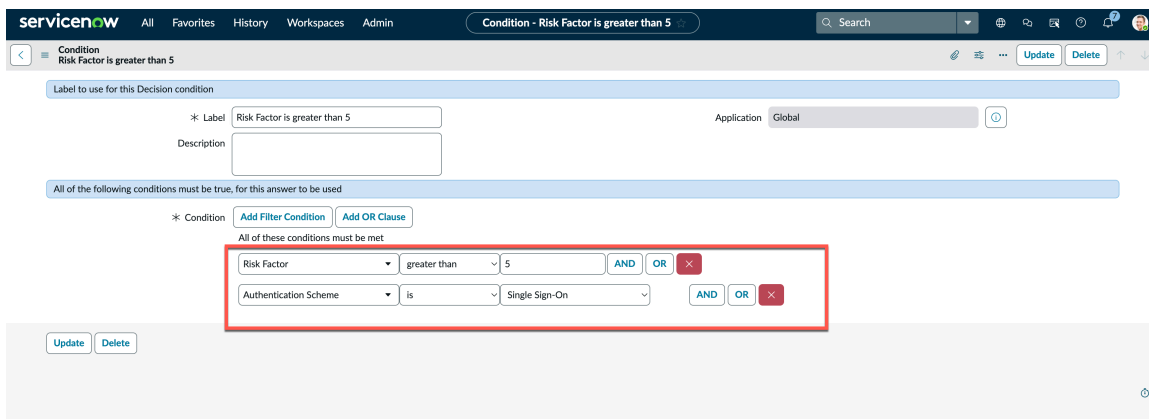 servicenow All Favorites History Workspaces Admin Condition - Risk Factor is greater than 5 Search 7
Condition
Risk Factor is greater than 5 Update Delete
Label to use for this Decision condition
Label Risk Factor is greater than 5 Application Global
Description
All of the following conditions must be true, for this answer to be used
Condition Add Filter Condition Add OR Clause
All of these conditions must be met
Risk Factor greater than 5 AND OR
Authentication Scheme is Single Sign-On AND OR
Update Delete